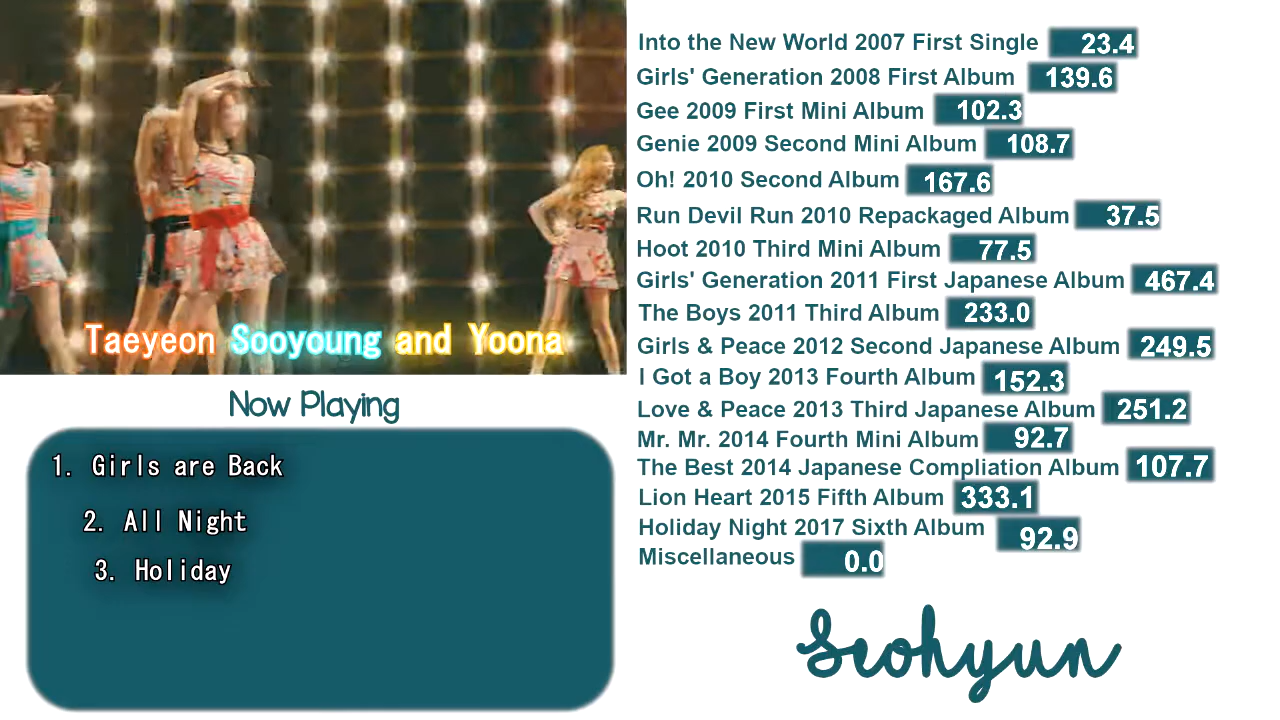 Taeyeon Sooyoung and Yoona
Now Playing
1. Girls are Back
2. All Night
3. Holiday
Into the New World 2007 First Single 23.4
Girls' Generation 2008 First Album 139.6
Gee 2009 First Mini Album 102.3
Genie 2009 Second Mini Album 108.7
Oh! 2010 Second Album 167.6
Run Devil Run 2010 Repackaged Album 37.5
Hoot 2010 Third Mini Album 77.5
Girls' Generation 2011 First Japanese Album 467.4
The Boys 2011 Third Album 233.0
Girls & Peace 2012 Second Japanese Album 249.5
I Got a Boy 2013 Fourth Album 152.3
Love & Peace 2013 Third Japanese Album 251.2
Mr. Mr. 2014 Fourth Mini Album 92.7
The Best 2014 Japanese Compliation Album 107.7
Lion Heart 2015 Fifth Album 333.1
Holiday Night 2017 Sixth Album 92.9
Miscellaneous 0.0
Seohyun